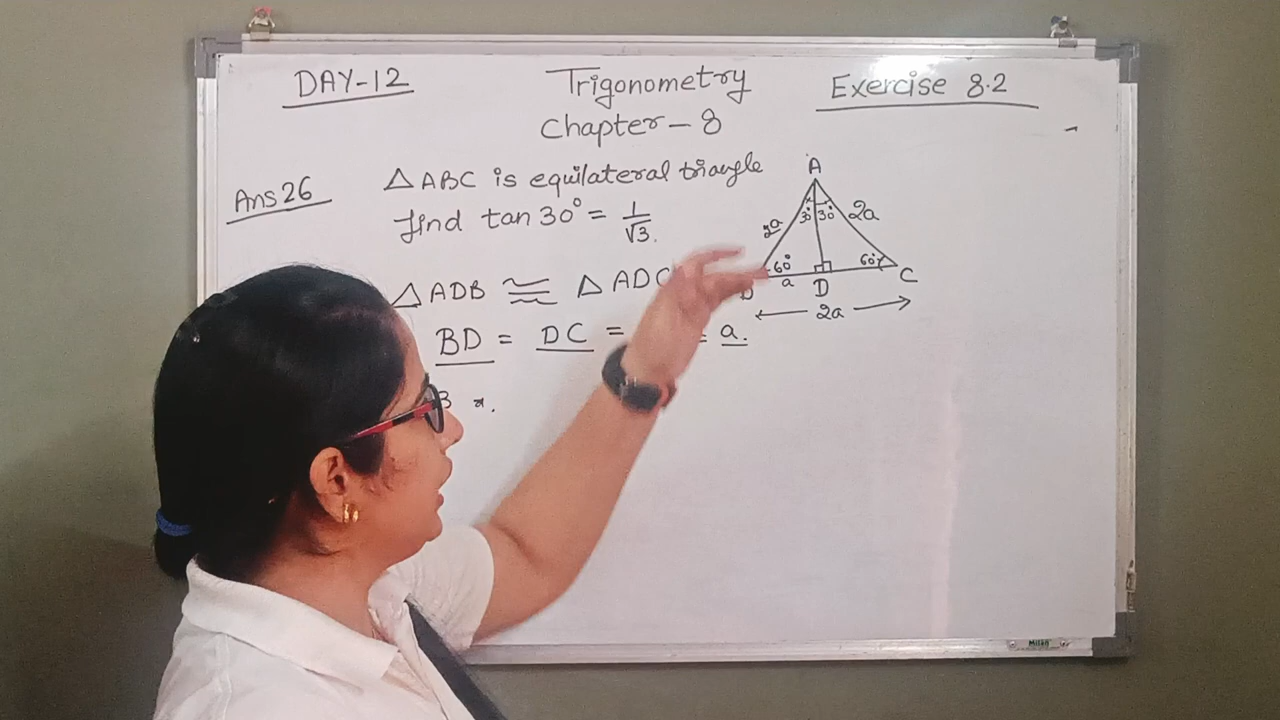 DAY-12
Trigonometry
Chapter - 8
Exercise 8.2
Ans 26
△ABC is equilateral triangle
find tan 30° = 1/√3.
△ADB ≅ △ADC
BD = DC = = a.
A
30° 30°
2a 2a
60° 60°
a D C
2a
Milan